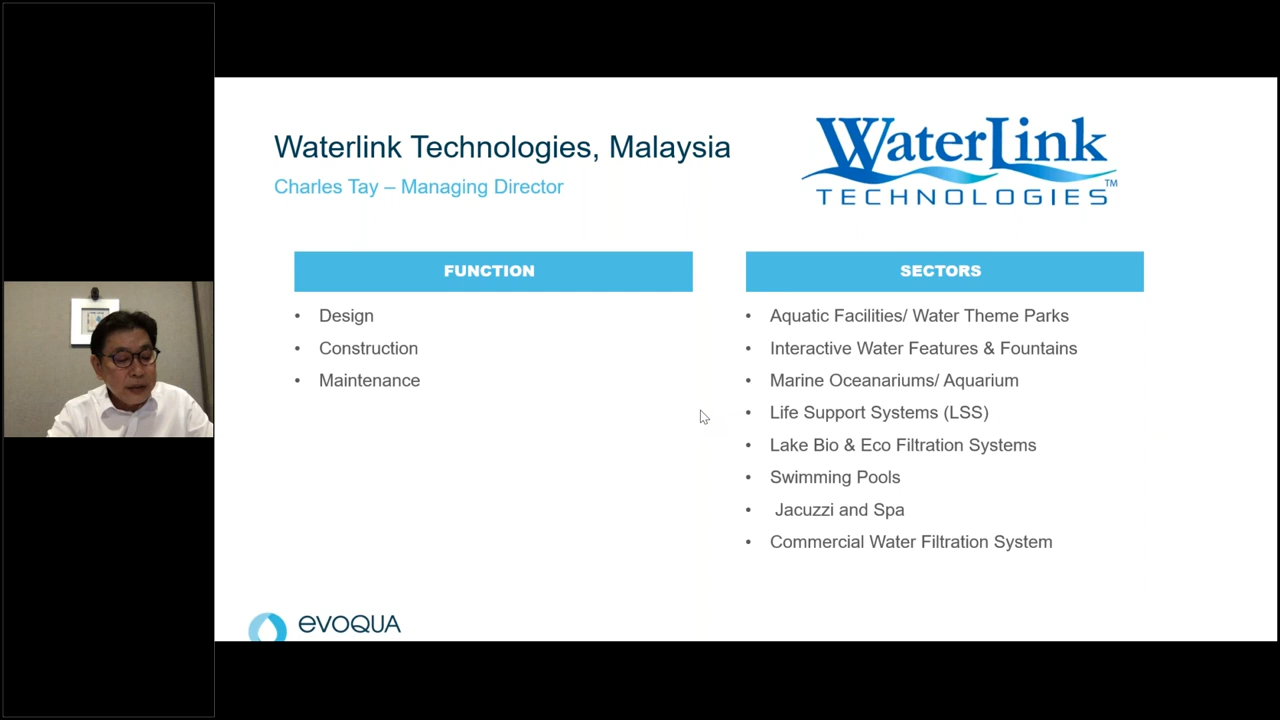 Waterlink Technologies, Malaysia
Charles Tay – Managing Director
WaterLink
TECHNOLOGIES™
FUNCTION
• Design
• Construction
• Maintenance
SECTORS
• Aquatic Facilities/ Water Theme Parks
• Interactive Water Features & Fountains
• Marine Oceanariums/ Aquarium
• Life Support Systems (LSS)
• Lake Bio & Eco Filtration Systems
• Swimming Pools
• Jacuzzi and Spa
• Commercial Water Filtration System
evoqua